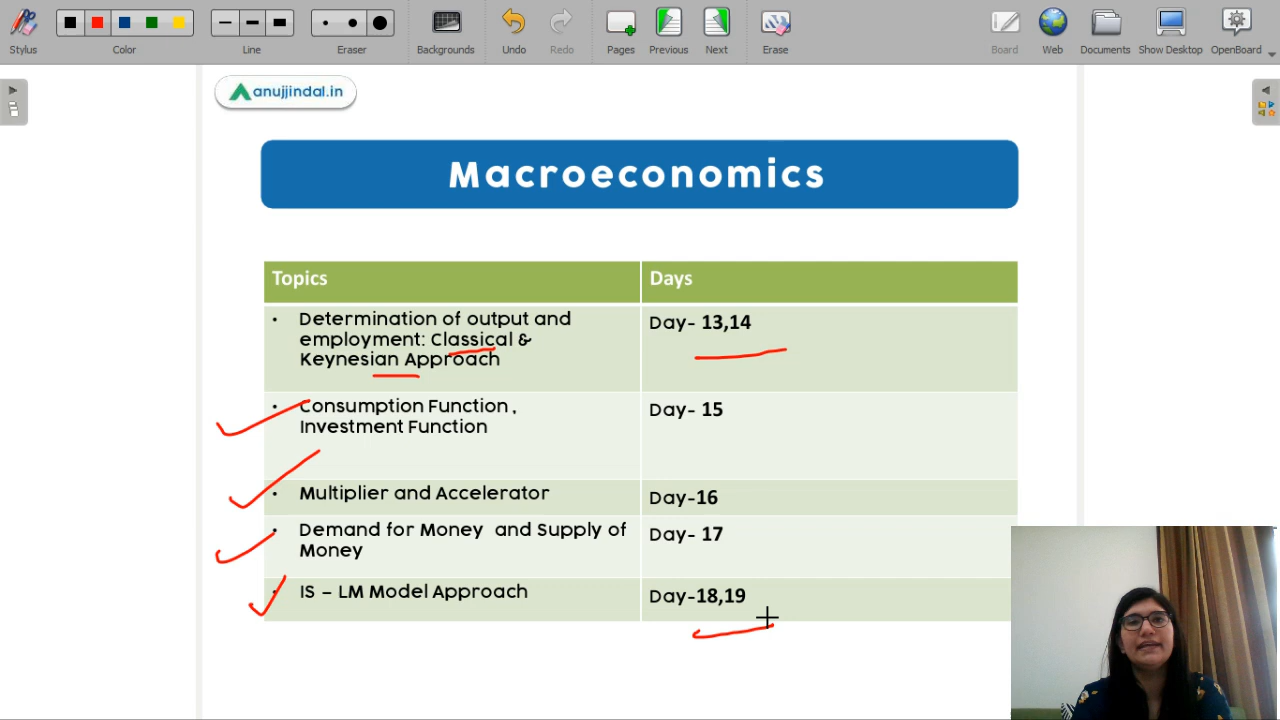 Stylus
Color
Line
Eraser
Backgrounds
Undo
Redo
Pages
Previous
Next
Erase
Board
Web
Documents
Show Desktop
OpenBoard
anujjindal.in
Macroeconomics
Topics
Days
• Determination of output and
employment: Classical &
Keynesian Approach
Day- 13,14
• Consumption Function ,
Investment Function
Day- 15
• Multiplier and Accelerator
Day-16
• Demand for Money and Supply of
Money
Day- 17
• IS – LM Model Approach
Day-18,19